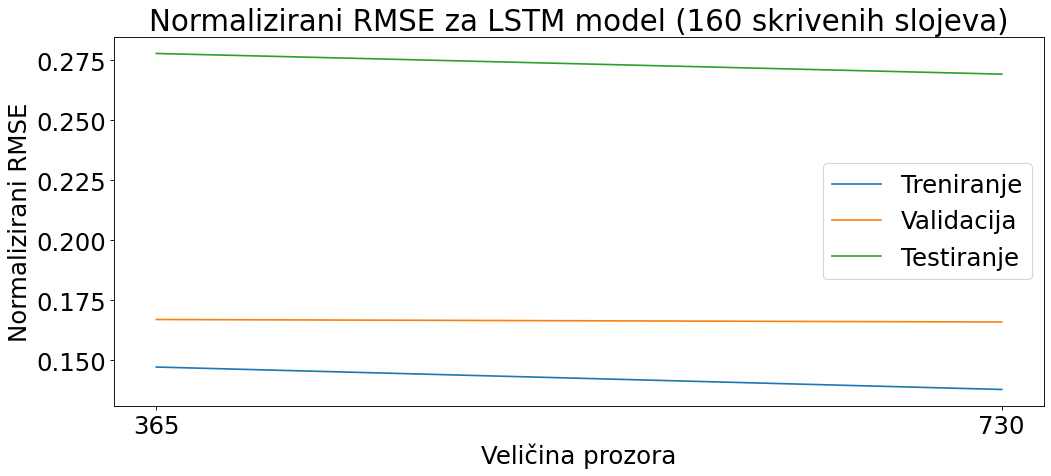 Normalizirani RMSE za LSTM model (160 skrivenih slojeva)
Normalizirani RMSE
0.275
0.250
0.225
0.200
0.175
0.150
Treniranje
Validacija
Testiranje
365
730
Veličina prozora